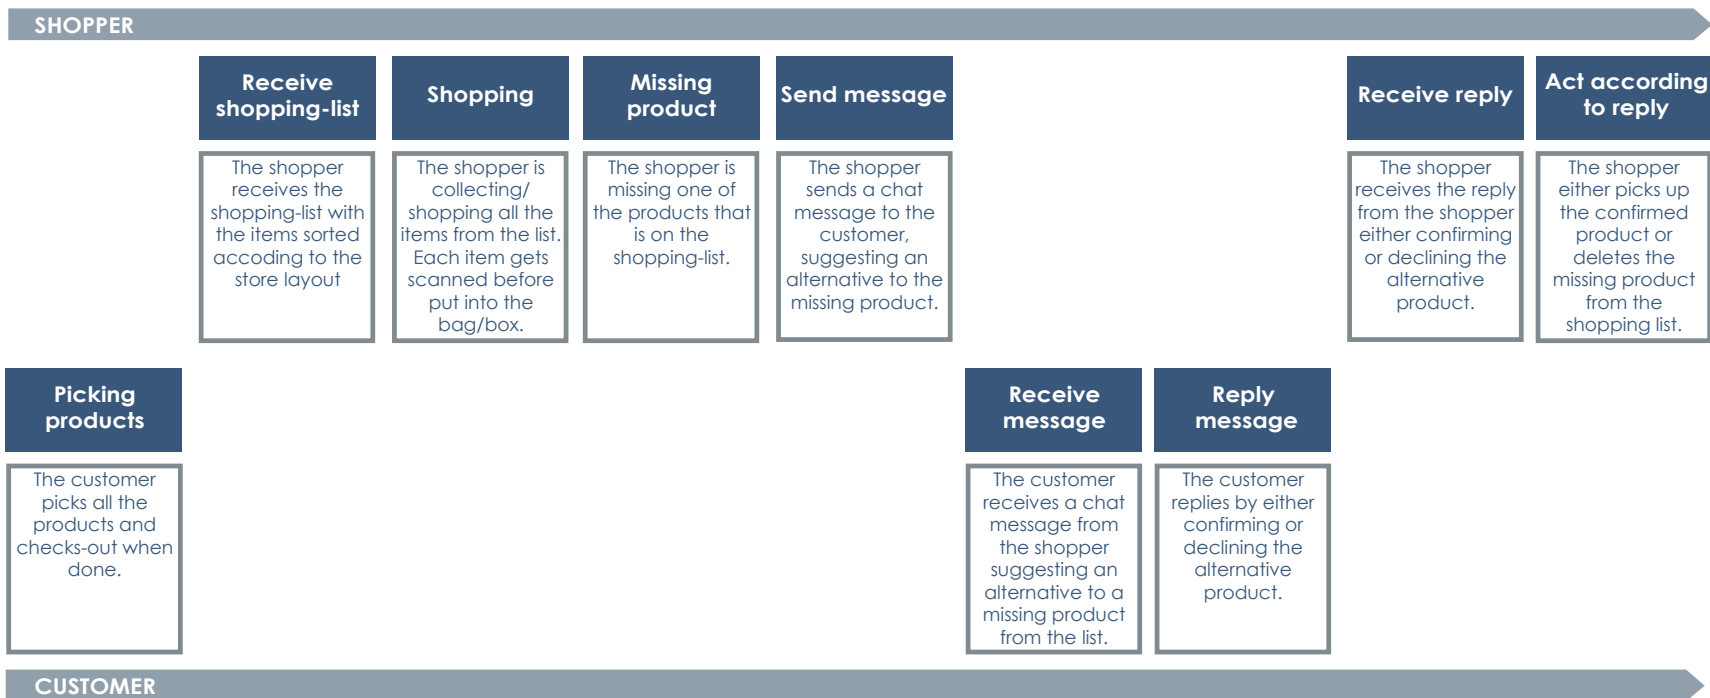 SHOPPER
Receive
shopping-list
Shopping
Missing
product
Send message
Receive reply
Act according
to reply
The shopper
receives the
shopping-list with
the items sorted
accoding to the
store layout
The shopper is
collecting/
shopping all the
items from the list.
Each item gets
scanned before
put into the
bag/box.
The shopper is
missing one of
the products that
is on the
shopping-list.
The shopper
sends a chat
message to the
customer,
suggesting an
alternative to the
missing product.
The shopper
receives the reply
from the shopper
either confirming
or declining the
alternative
product.
The shopper
either picks up
the confirmed
product or
deletes the
missing product
from the
shopping list.
Picking
products
Receive
message
Reply
message
The customer
picks all the
products and
checks-out when
done.
The customer
receives a chat
message from
the shopper
suggesting an
alternative to a
missing product
from the list.
The customer
replies by either
confirming or
declining the
alternative
product.
CUSTOMER